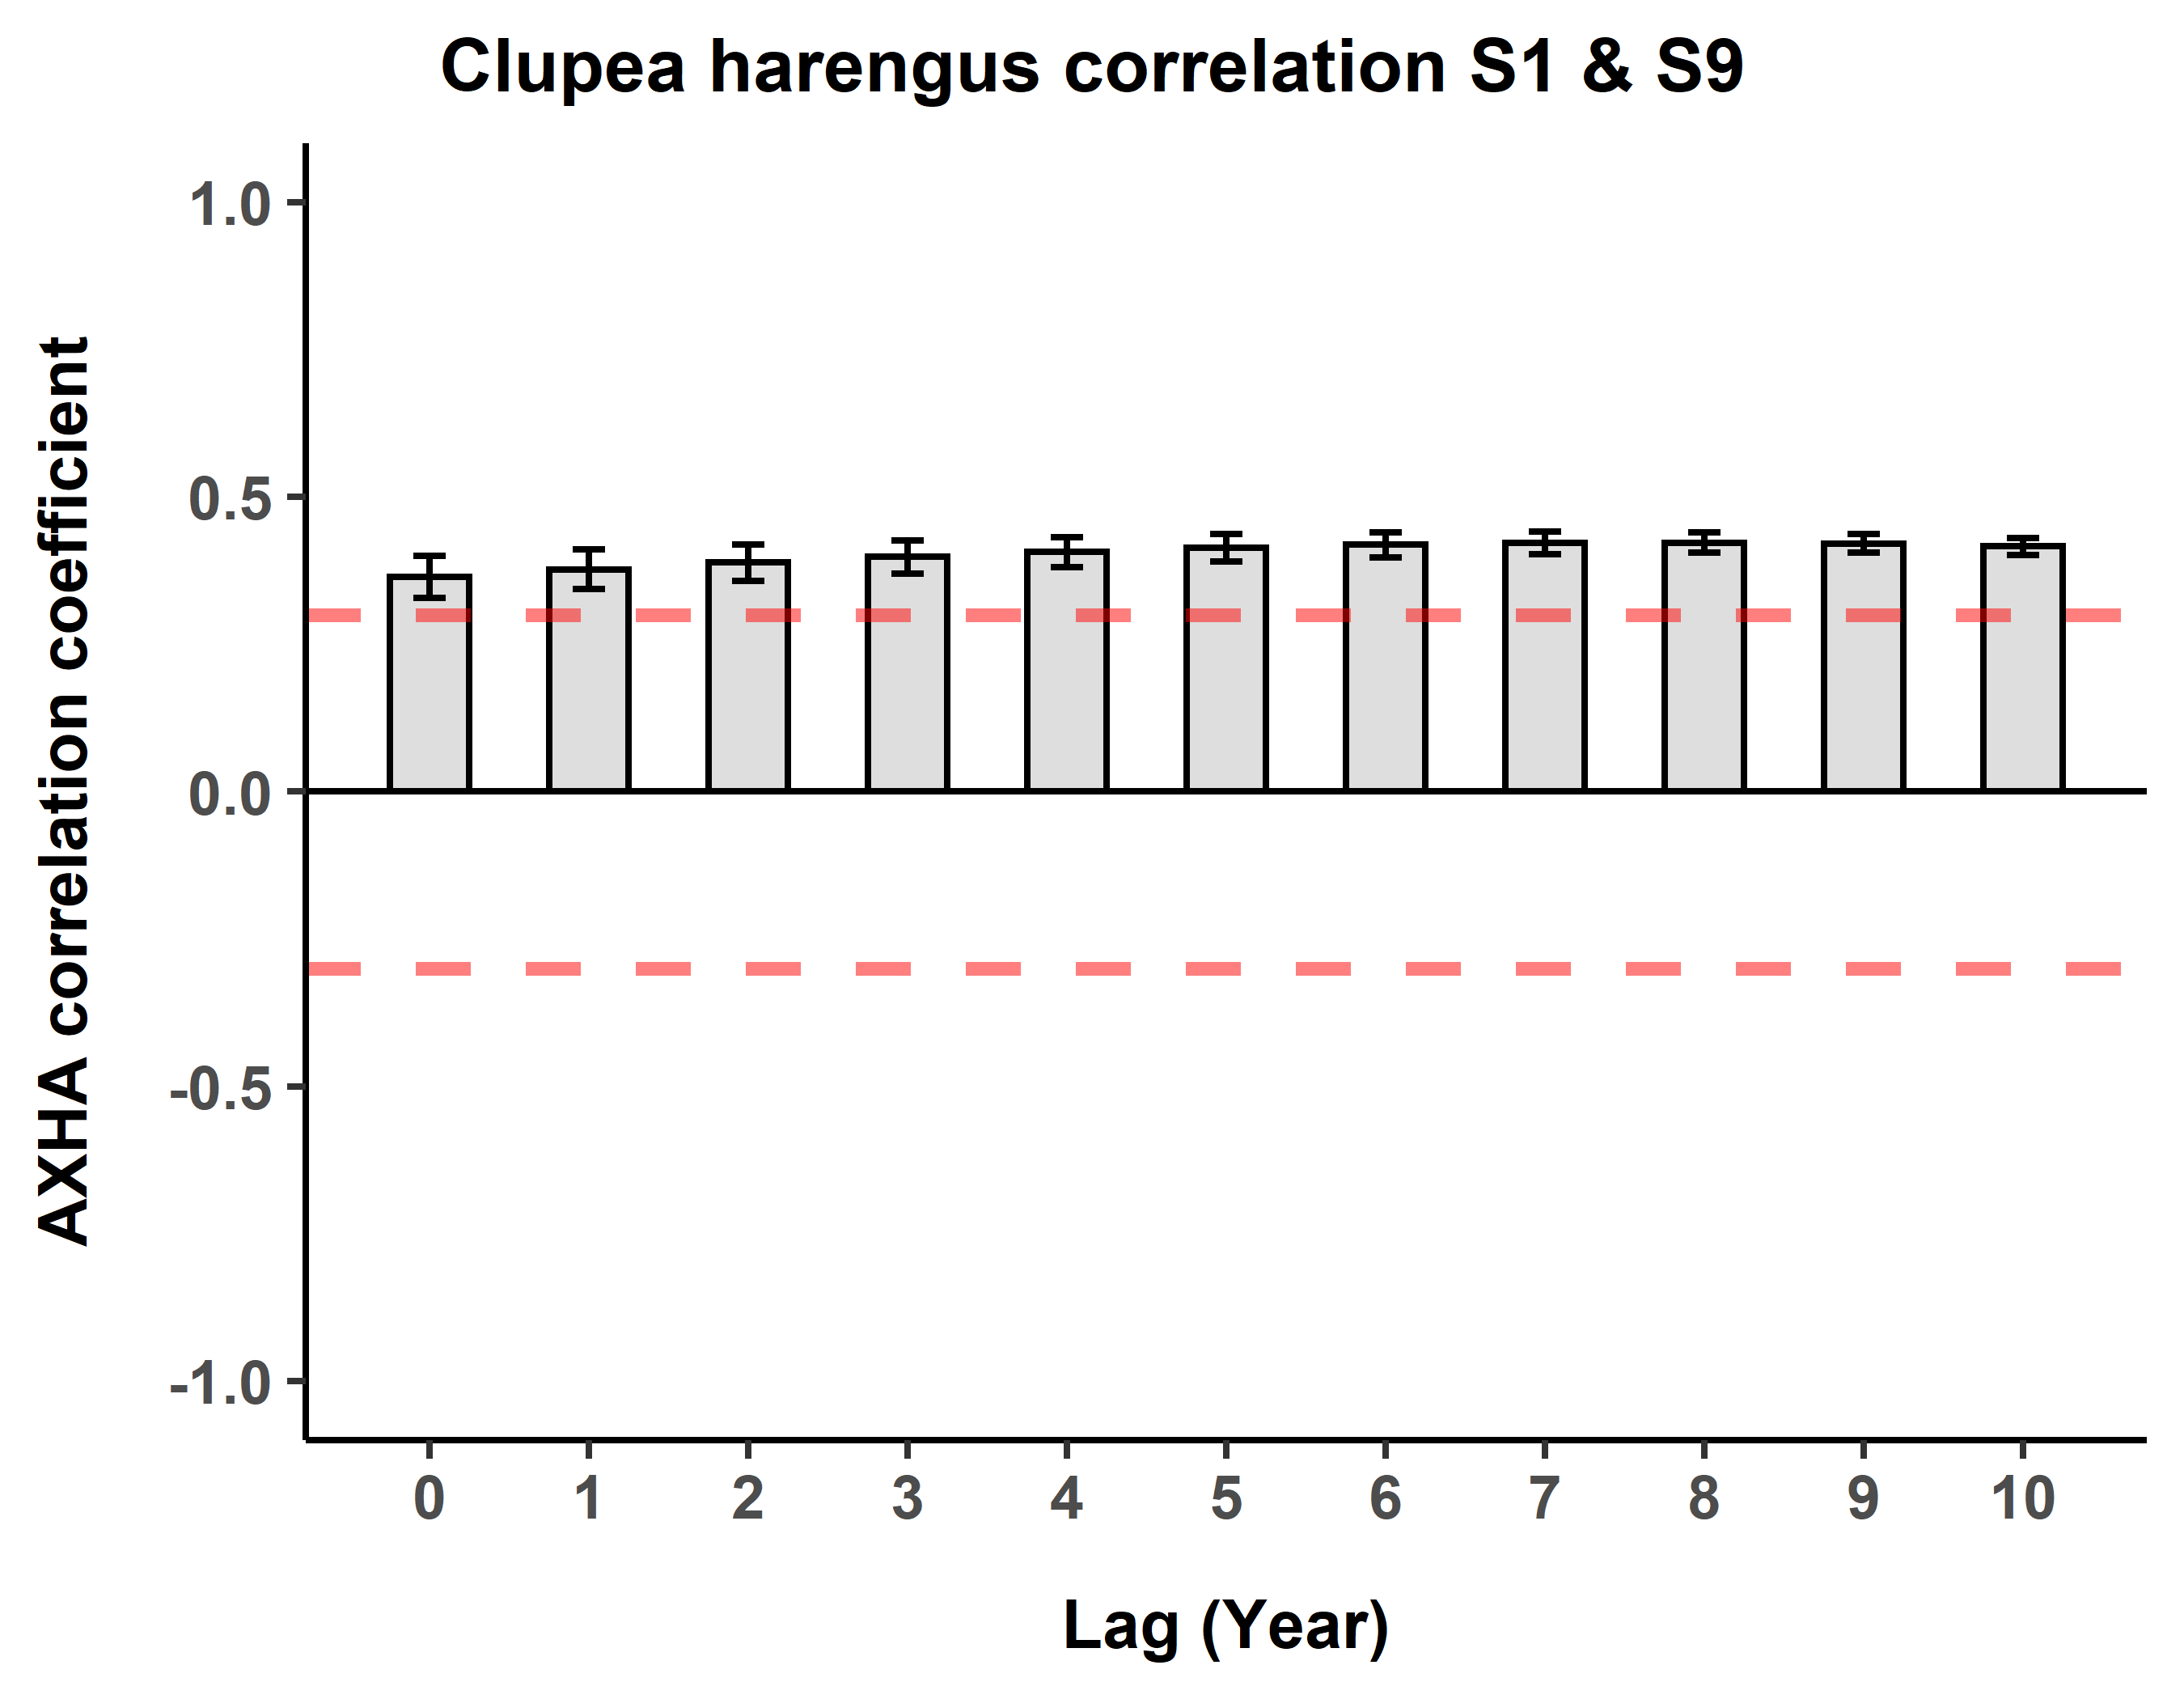 Clupea harengus correlation S1 & S9
AXHA correlation coefficient
1.0
0.5
0.0
-0.5
-1.0
0 1 2 3 4 5 6 7 8 9 10
Lag (Year)